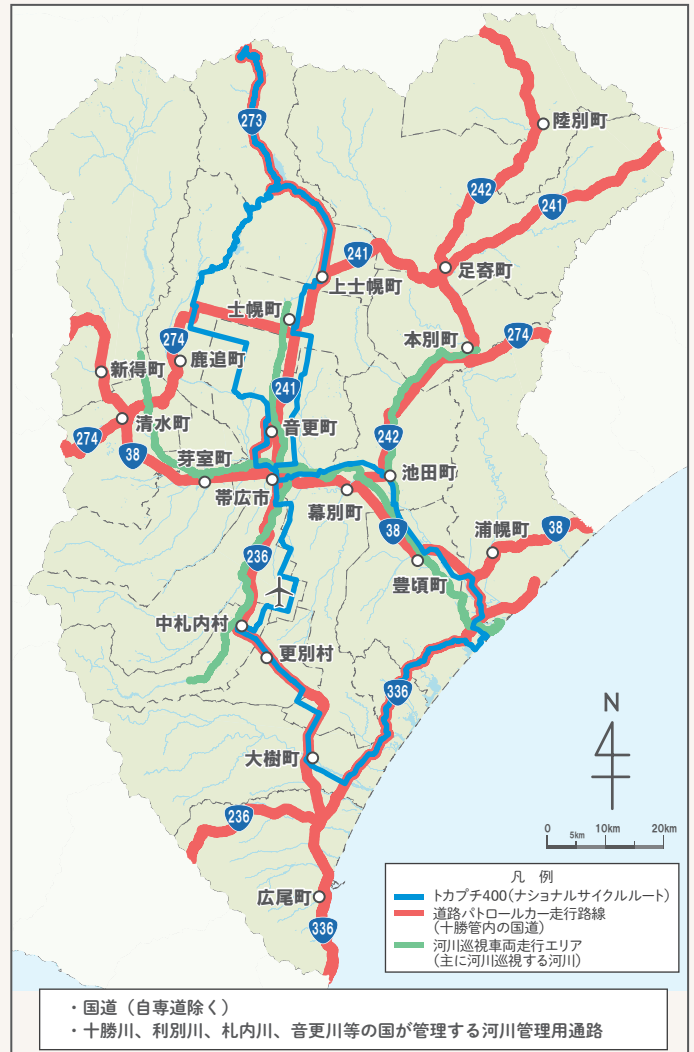 273
陸別町
242
241
241
足寄町
上士幌町
士幌町
本別町
274
274
新得町
鹿追町
241
清水町
音更町
274
38
芽室町
242
池田町
帯広市
幕別町
38
浦幌町
38
236
豊頃町
中札内村
更別村
336
N
大樹町
236
0 5km 10km 20km
広尾町
336
凡 例
トカプチ400(ナショナルサイクルルート)
道路パトロールカー走行路線
(十勝管内の国道)
河川巡視車両走行エリア
(主に河川巡視する河川)
・国道（自専道除く）
・十勝川、利別川、札内川、音更川等の国が管理する河川管理用通路